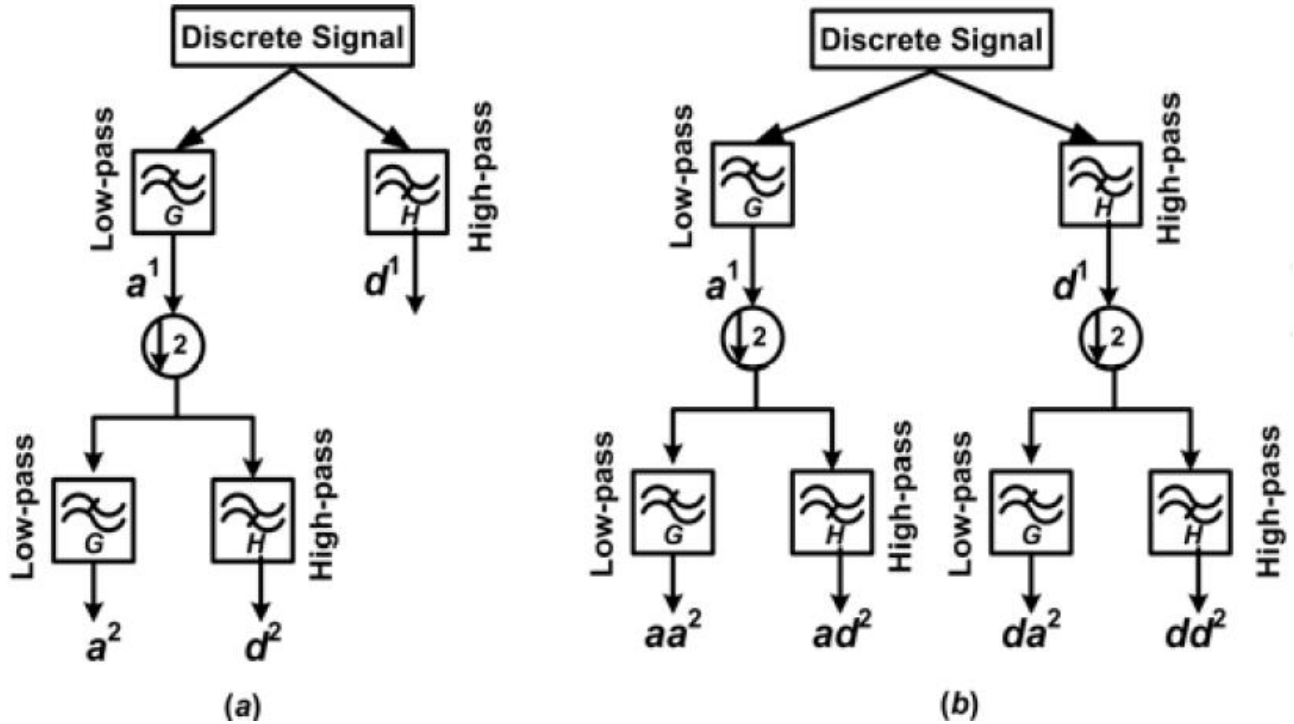 Discrete Signal
Low-pass
G
High-pass
H
a¹
d¹
2
Low-pass
G
High-pass
H
a²
d²
(a)
Discrete Signal
Low-pass
G
High-pass
H
a¹
d¹
2
2
Low-pass
G
High-pass
H
Low-pass
G
High-pass
H
aa²
ad²
da²
dd²
(b)